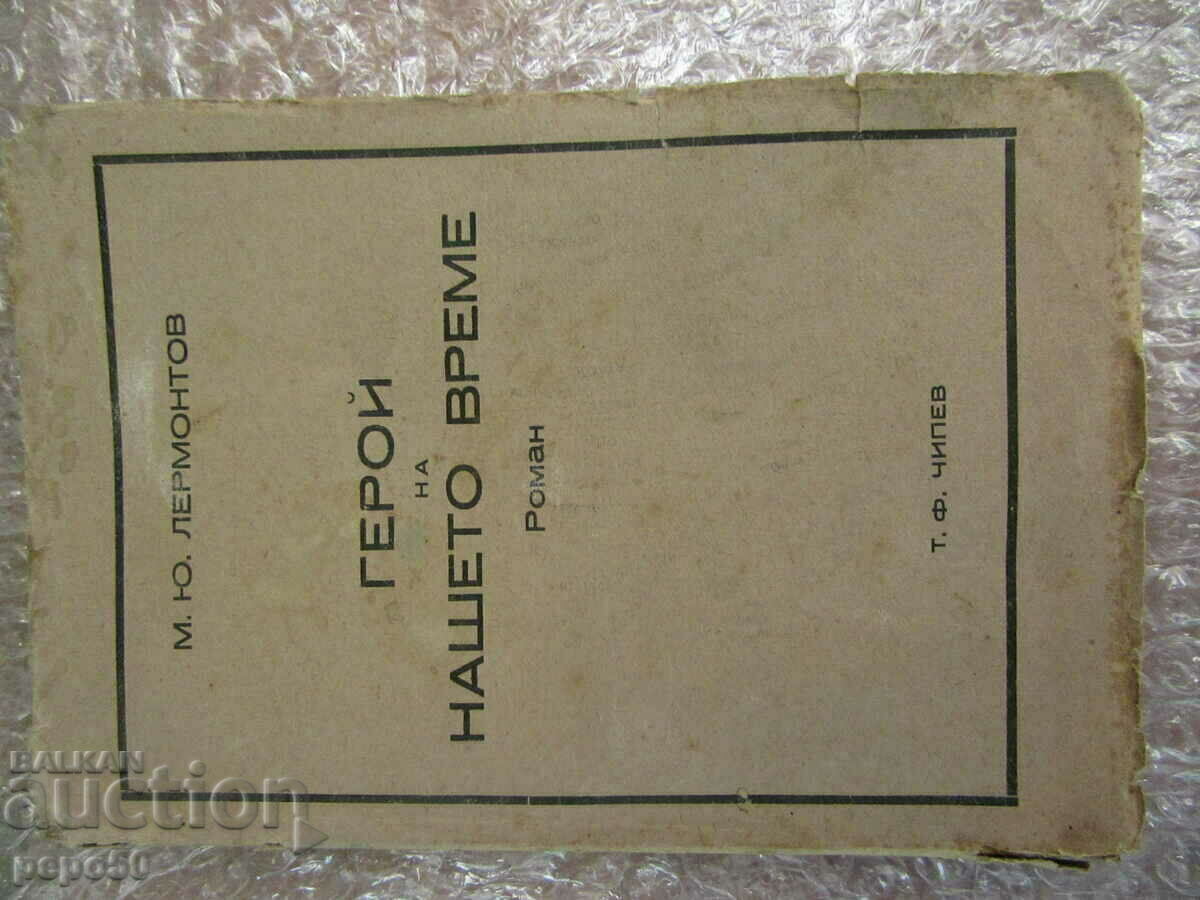 М. Ю. ЛЕРМОНТОВ
ГЕРОЙ
НА
НАШЕТО ВРЕМЕ
Роман
Т. Ф. ЧИПЕВ
BALKAN
auction
pepo50